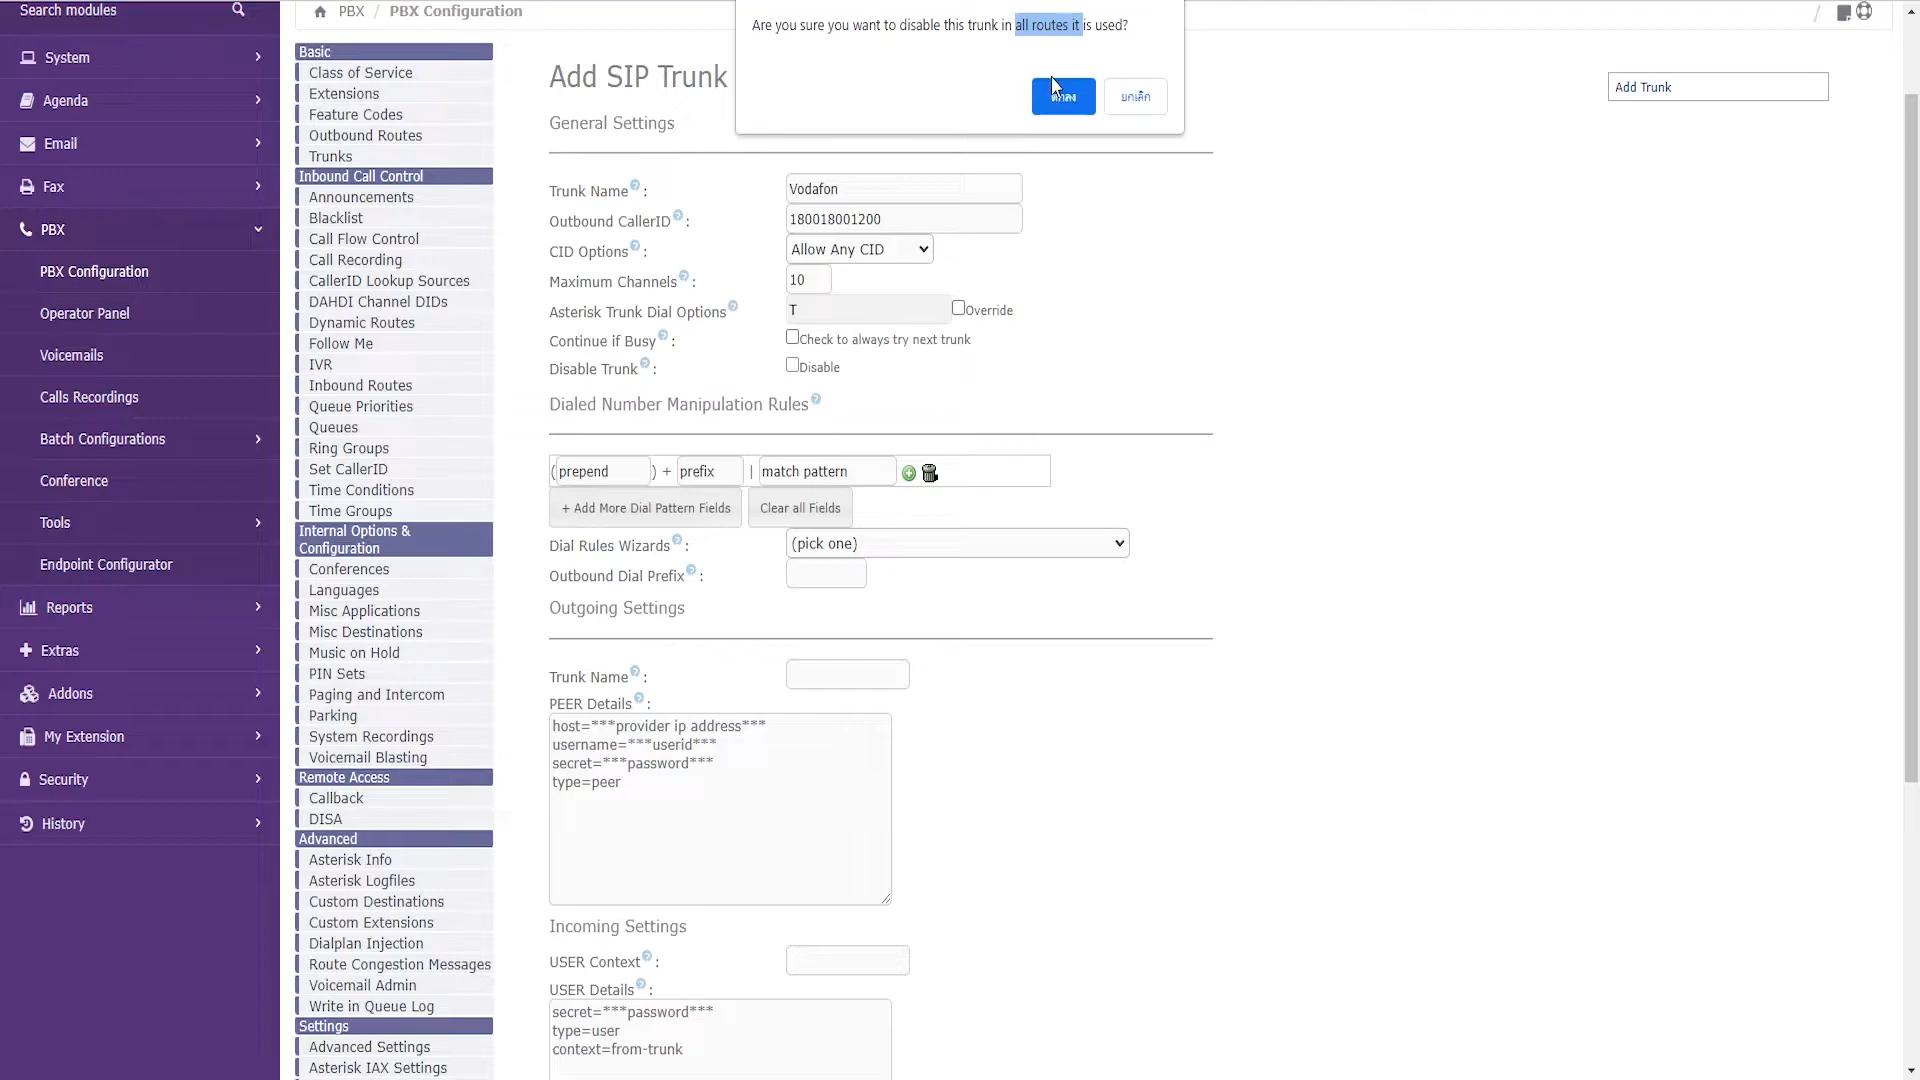 Search modules
System
Agenda
Email
Fax
PBX
PBX Configuration
Operator Panel
Voicemails
Calls Recordings
Batch Configurations
Conference
Tools
Endpoint Configurator
Reports
Extras
Addons
My Extension
Security
History
PBX / PBX Configuration
Basic
Class of Service
Extensions
Feature Codes
Outbound Routes
Trunks
Inbound Call Control
Announcements
Blacklist
Call Flow Control
Call Recording
CallerID Lookup Sources
DAHDI Channel DIDs
Dynamic Routes
Follow Me
IVR
Inbound Routes
Queue Priorities
Queues
Ring Groups
Set CallerID
Time Conditions
Time Groups
Internal Options &
Configuration
Conferences
Languages
Misc Applications
Misc Destinations
Music on Hold
PIN Sets
Paging and Intercom
Parking
System Recordings
Voicemail Blasting
Remote Access
Callback
DISA
Advanced
Asterisk Info
Asterisk Logfiles
Custom Destinations
Custom Extensions
Dialplan Injection
Route Congestion Messages
Voicemail Admin
Write in Queue Log
Settings
Advanced Settings
Asterisk IAX Settings
Are you sure you want to disable this trunk in all routes it is used?
ตกลง ยกเลิก
Add SIP Trunk
Add Trunk
General Settings
Trunk Name : Vodafon
Outbound CallerID : 180018001200
CID Options : Allow Any CID
Maximum Channels : 10
Asterisk Trunk Dial Options T Override
Continue if Busy : Check to always try next trunk
Disable Trunk : Disable
Dialed Number Manipulation Rules
(prepend ) + prefix | match pattern
+ Add More Dial Pattern Fields Clear all Fields
Dial Rules Wizards : (pick one)
Outbound Dial Prefix :
Outgoing Settings
Trunk Name :
PEER Details :
host=***provider ip address***
username=***userid***
secret=***password***
type=peer
Incoming Settings
USER Context :
USER Details :
secret=***password***
type=user
context=from-trunk